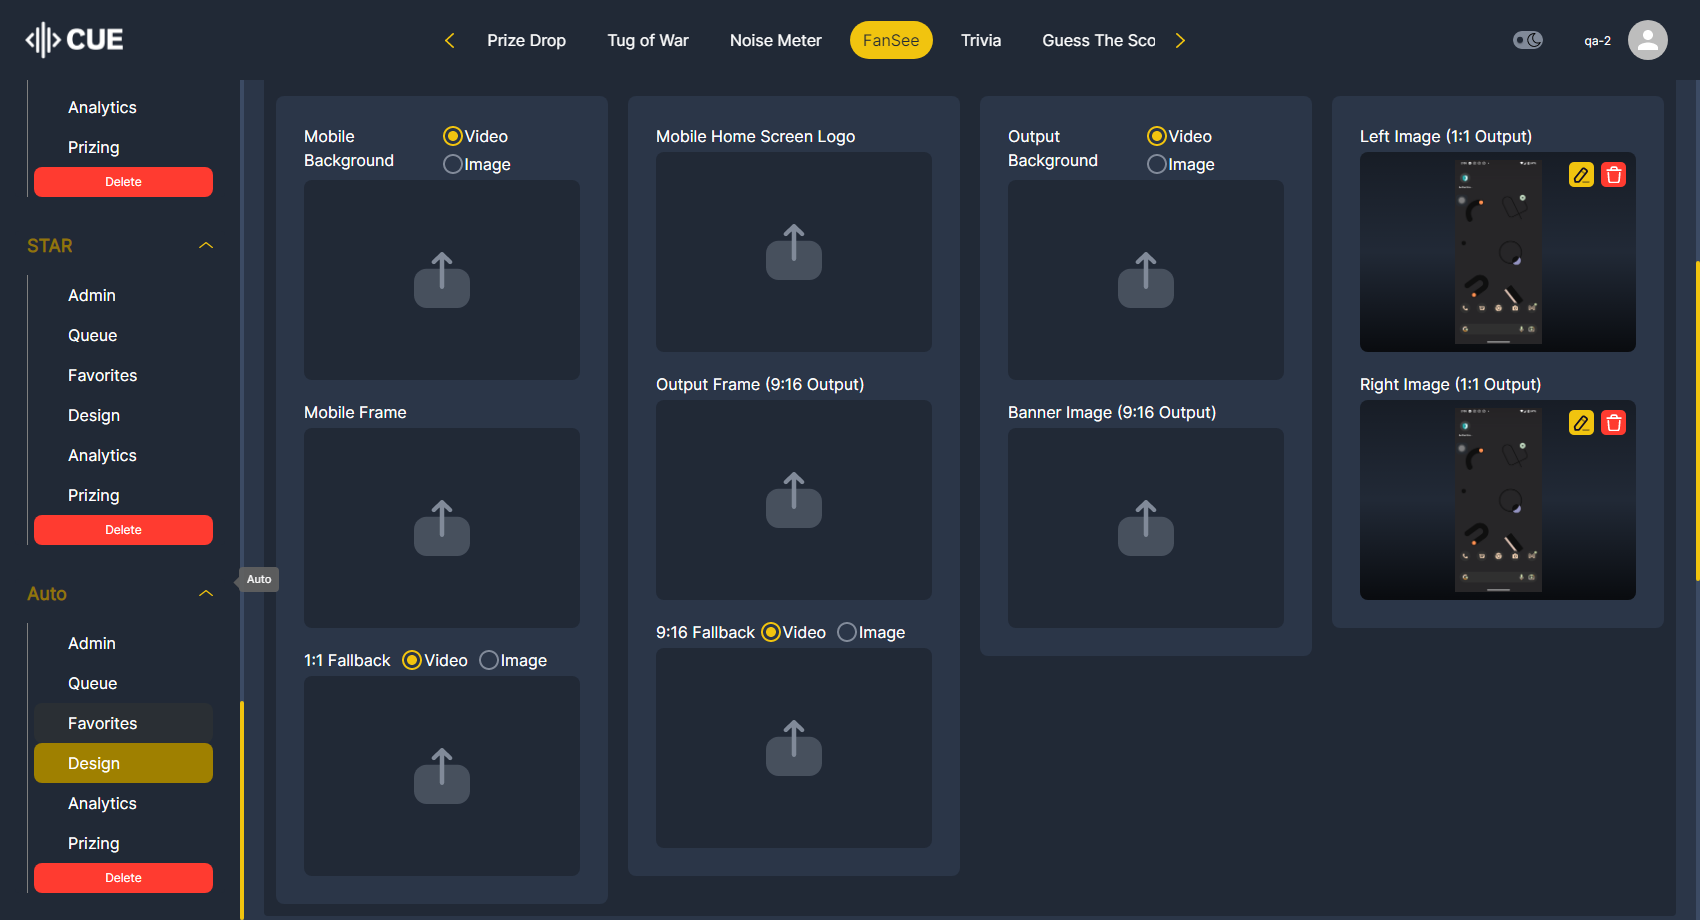 CUE
Prize Drop
Tug of War
Noise Meter
FanSee
Trivia
Guess The Sco
qa-2
Analytics
Prizing
Delete
STAR
Admin
Queue
Favorites
Design
Analytics
Prizing
Delete
Auto
Auto
Admin
Queue
Favorites
Design
Analytics
Prizing
Delete
Mobile
Background
Video
Image
Mobile Frame
1:1 Fallback
Video
Image
Mobile Home Screen Logo
Output Frame (9:16 Output)
9:16 Fallback
Video
Image
Output
Background
Video
Image
Banner Image (9:16 Output)
Left Image (1:1 Output)
Right Image (1:1 Output)